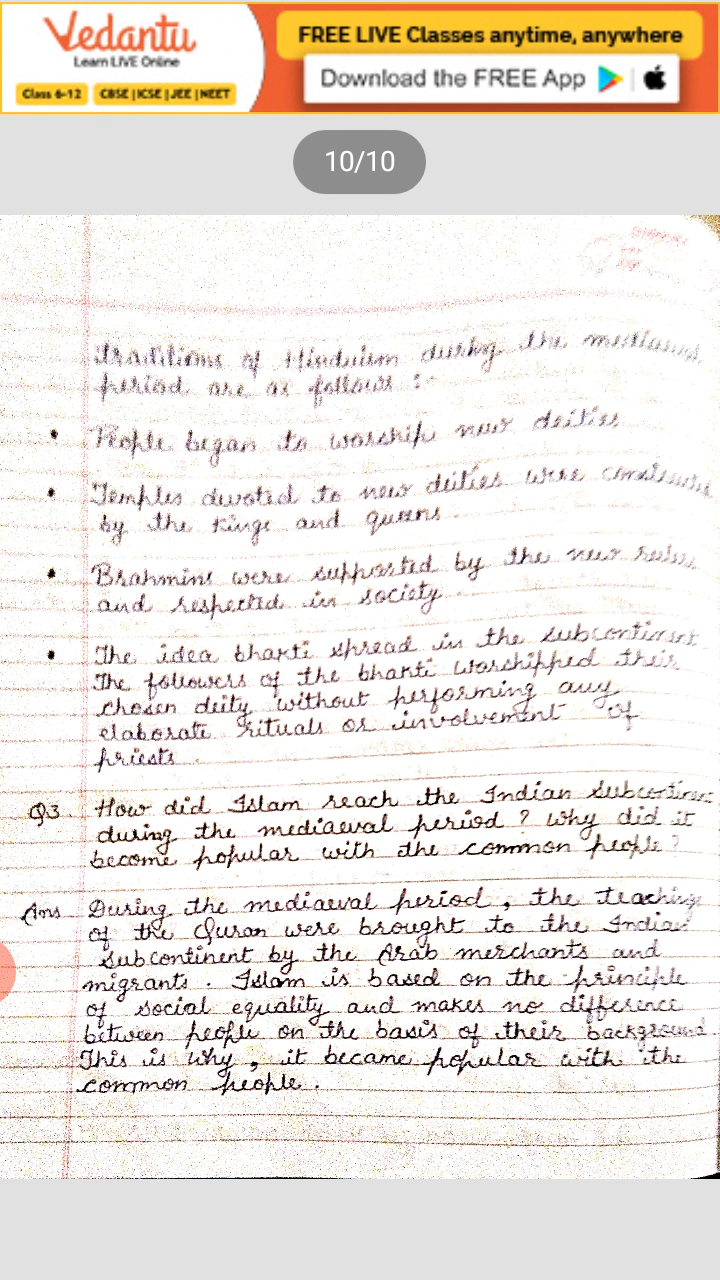 Vedantu
Learn LIVE Online
Class 6-12
CBSE | ICSE | JEE | NEET
FREE LIVE Classes anytime, anywhere
Download the FREE App
10/10
Traditions of Hinduism during the mediaeval
period are as follows :-
• People began to worship new deities
• Temples devoted to new deities were
by the kings and queens.
• Brahmins were supported by the new
and respected in society.
• The idea bhakti spread in the subcontinent
The followers of the bhakti worshipped their
chosen deity without performing any
elaborate rituals or involvement of
priests.
Q3. How did Islam reach the Indian Subcontinent
during the mediaeval period ? Why did it
become popular with the common people ?
Ans During the mediaeval period, the teachings
of the Quran were brought to the Indian
Subcontinent by the Arab merchants and
migrants. Islam is based on the principle
of social equality and makes no difference
between people on the basis of their background.
This is why, it became popular with the
common people.